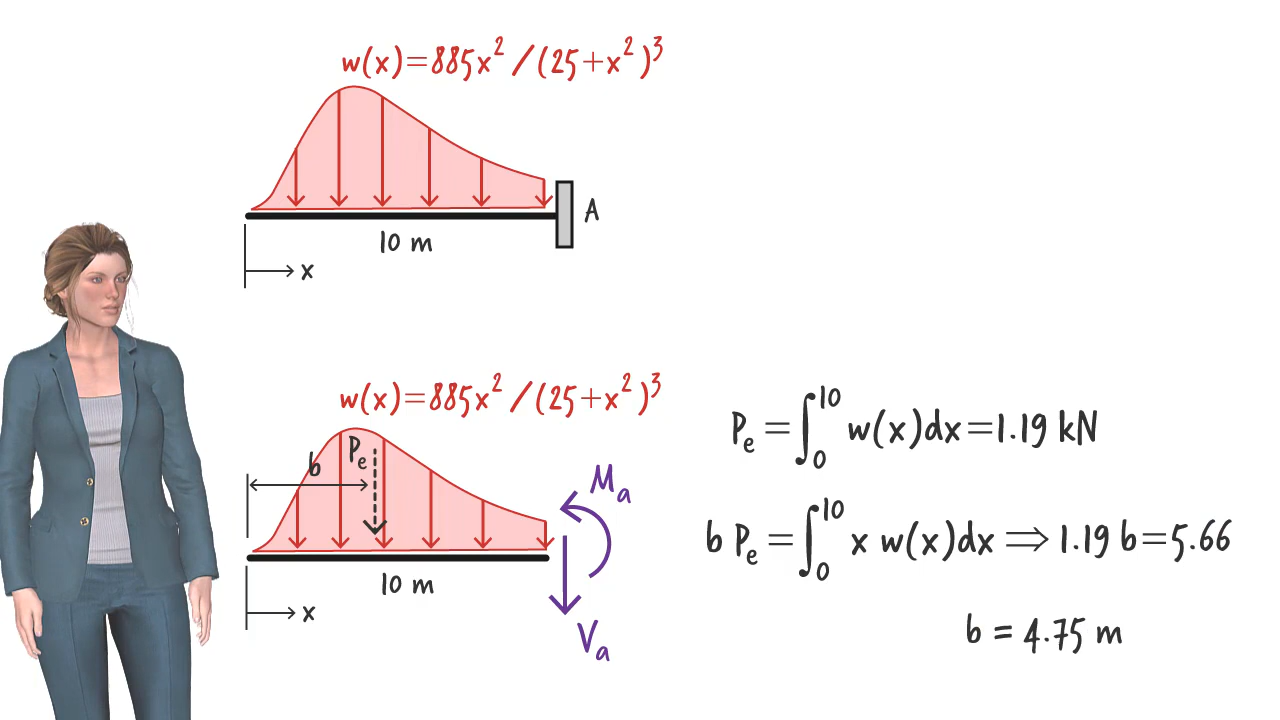 w(x)=885x²/(25+x²)³
A
10 m
x
w(x)=885x²/(25+x²)³
Pₑ
b
Mₐ
10 m
x
Vₐ
Pₑ = ∫₀¹⁰ w(x)dx=1.19 kN
b Pₑ = ∫₀¹⁰ x w(x)dx ⟹ 1.19 b=5.66
b = 4.75 m